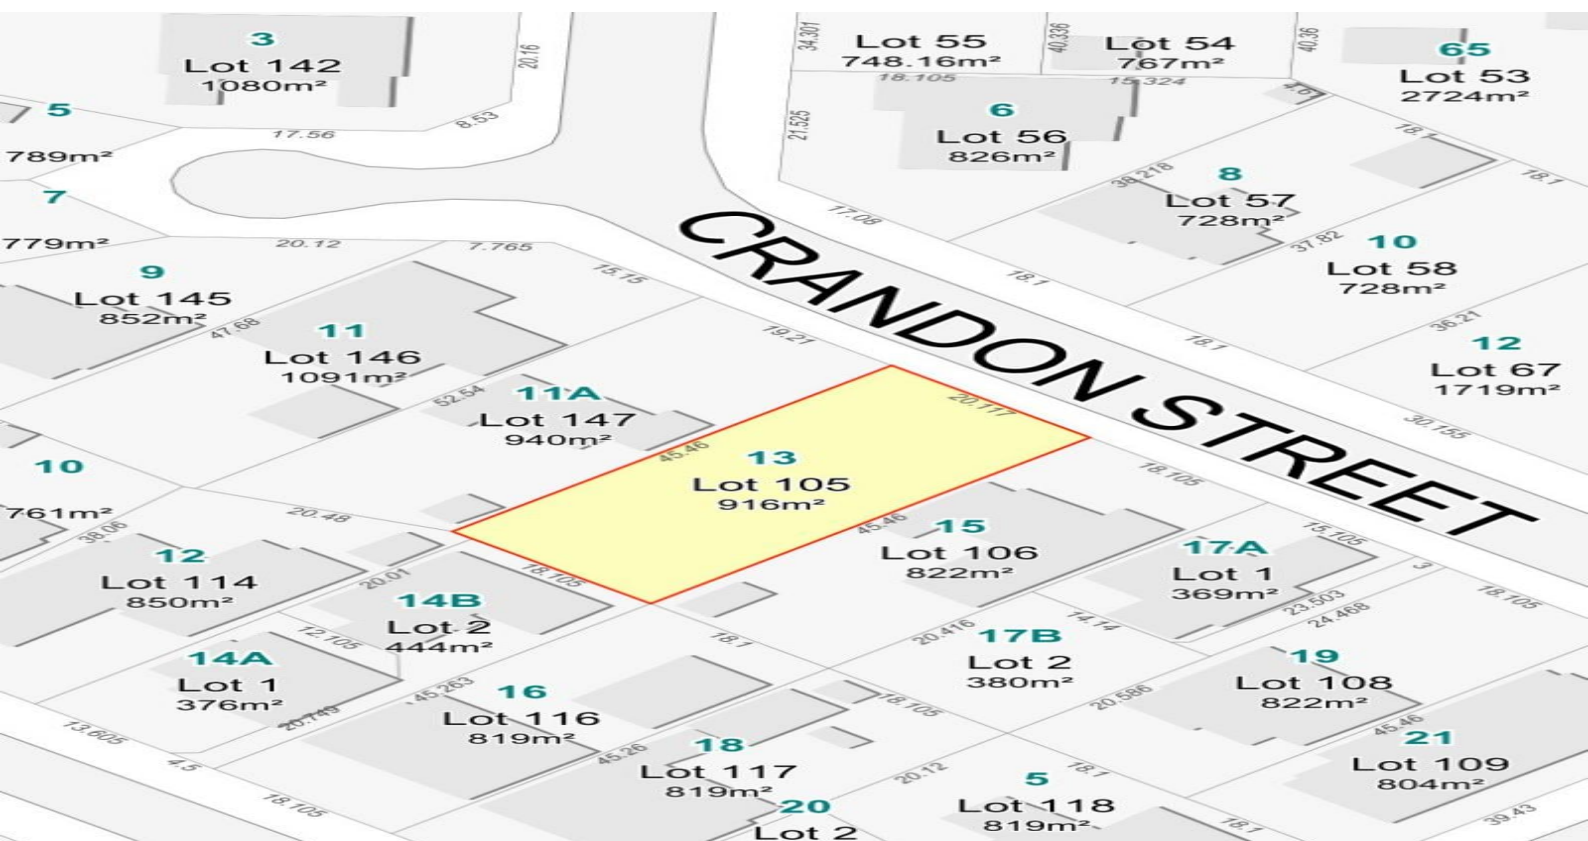 3
Lot 142
1080m²
20.16
17.56
8.53
34.301
Lot 55
748.16m²
18.105
40.336
Lot 54
767m²
15.324
40.36
65
Lot 53
2724m²
21.525
6
Lot 56
826m²
4.6
18.1
18.1
5
789m²
7
779m²
38.218
8
Lot 57
728m²
37.82
10
Lot 58
728m²
36.21
12
Lot 67
1719m²
17.08
18.1
18.1
30.155
CRANDON STREET
20.12
7.765
15.15
19.21
9
Lot 145
852m²
47.68
11
Lot 146
1091m²
52.54
11A
Lot 147
940m²
45.46
20.117
13
Lot 105
916m²
45.46
18.105
18.105
15
Lot 106
822m²
15.105
17A
Lot 1
369m²
3
23.503
24.468
18.105
10
761m²
38.06
20.48
12
Lot 114
850m²
20.01
14B
Lot 2
444m²
12.105
14A
Lot 1
376m²
20.749
13.605
4.5
18.105
45.263
16
Lot 116
819m²
45.26
18.1
18
Lot 117
819m²
18.105
20.416
14.14
17B
Lot 2
380m²
20.586
19
Lot 108
822m²
45.46
21
Lot 109
804m²
39.43
20
Lot 2
20.12
5
Lot 118
819m²
18.1
18.1